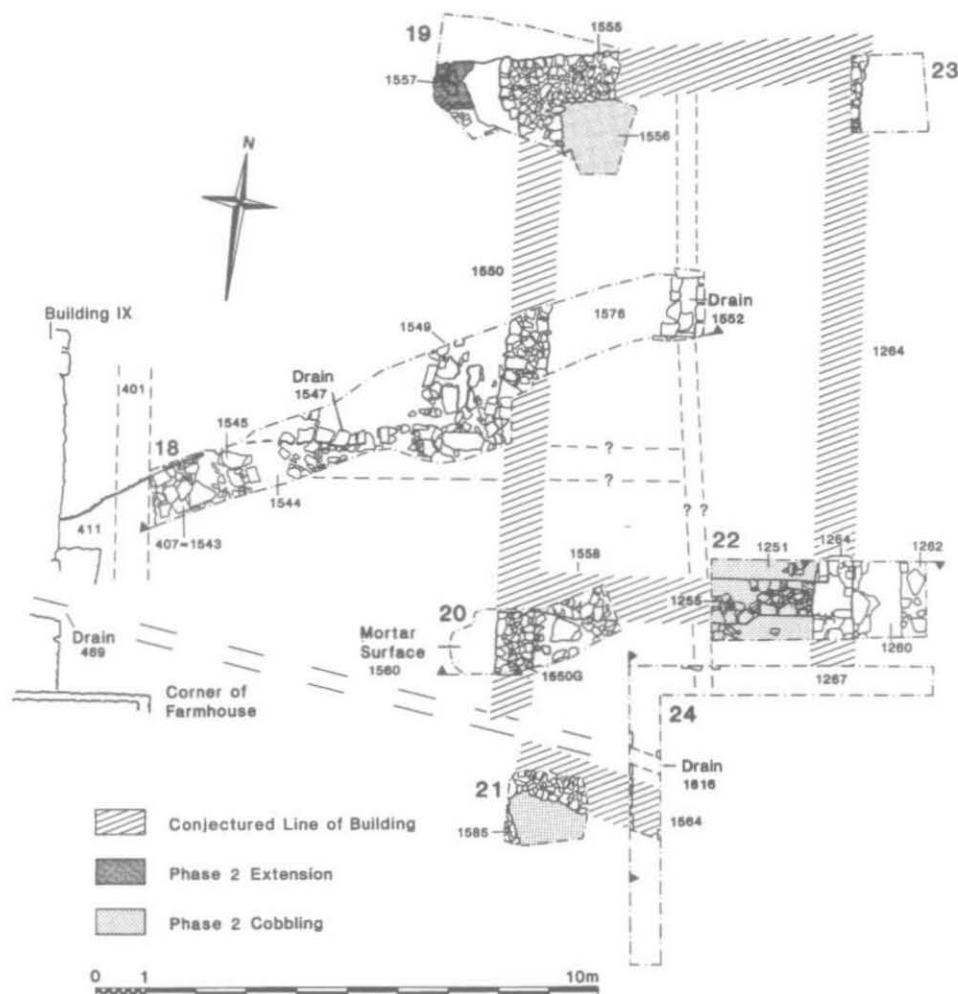 19
1555
1557
23
1556
N
1550
1576
Drain
1552
Building IX
1549
1264
401
Drain
1547
1545
18
1544
?
?
411
407=1543
? ?
1558
22
1251
1264
1262
1255
20
Mortar
Surface
1560
1550G
1260
Drain
469
1267
Corner of
Farmhouse
24
Drain
1616
21
1585
1564
Conjectured Line of Building
Phase 2 Extension
Phase 2 Cobbling
0 1 10m